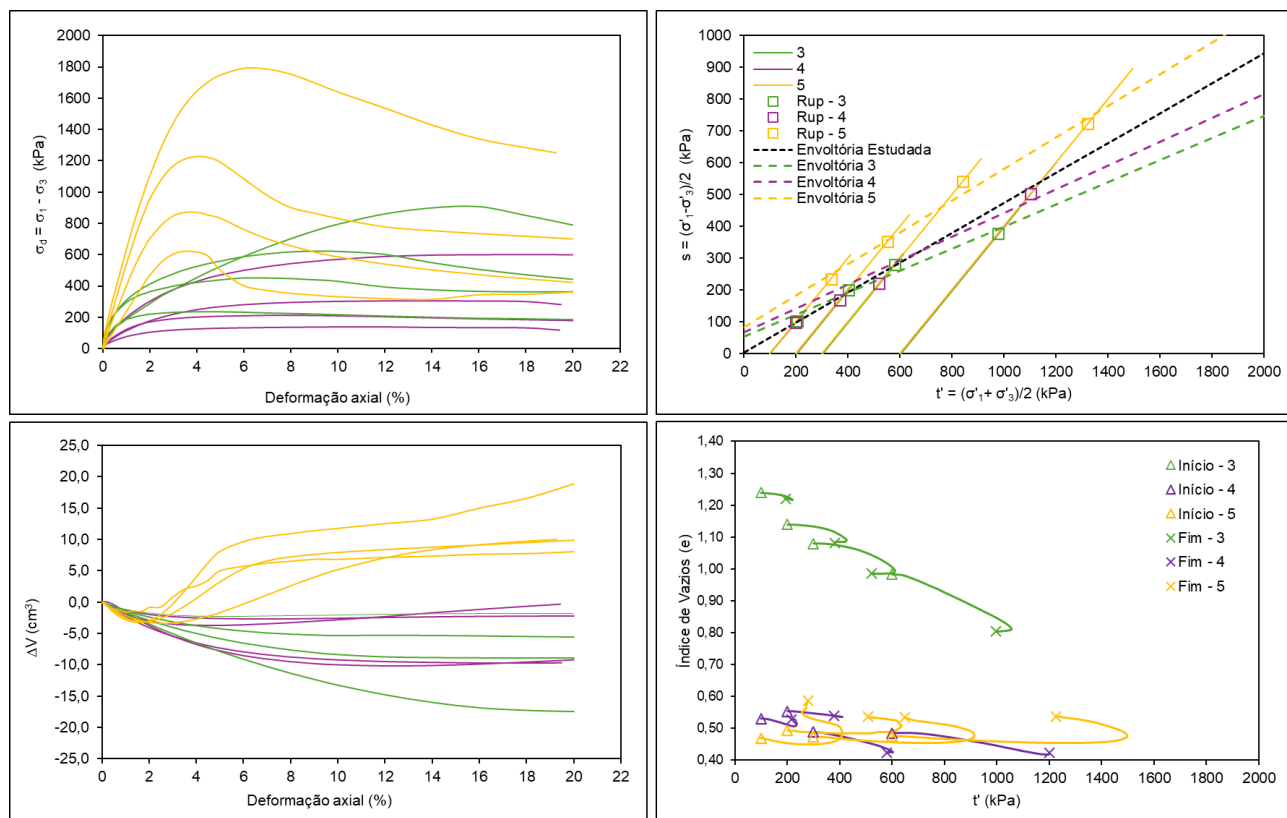 2000
1800
1600
1400
1200
1000
800
600
400
200
0
σd = σ1 - σ3
(kPa)
0 2 4 6 8 10 12 14 16 18 20 22
Deformação axial (%)
1000
900
800
700
600
500
400
300
200
100
0
s = (σ'1-σ'3)/2 (kPa)
3
4
5
Rup - 3
Rup - 4
Rup - 5
Envoltória Estudada
Envoltória 3
Envoltória 4
Envoltória 5
0 200 400 600 800 1000 1200 1400 1600 1800 2000
t' = (σ'1+ σ'3)/2 (kPa)
25,0
20,0
15,0
10,0
5,0
0,0
-5,0
-10,0
-15,0
-20,0
-25,0
ΔV (cm³)
0 2 4 6 8 10 12 14 16 18 20 22
Deformação axial (%)
1,40
1,30
1,20
1,10
1,00
0,90
0,80
0,70
0,60
0,50
0,40
Índice de Vazios (e)
Início - 3
Início - 4
Início - 5
Fim - 3
Fim - 4
Fim - 5
0 200 400 600 800 1000 1200 1400 1600 1800 2000
t' (kPa)